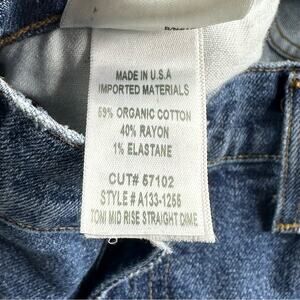 MADE IN U.S.A
IMPORTED MATERIALS
59% ORGANIC COTTON
40% RAYON
1% ELASTANE
CUT# 57102
STYLE # A133-1256
TONI MID RISE STRAIGHT DIME